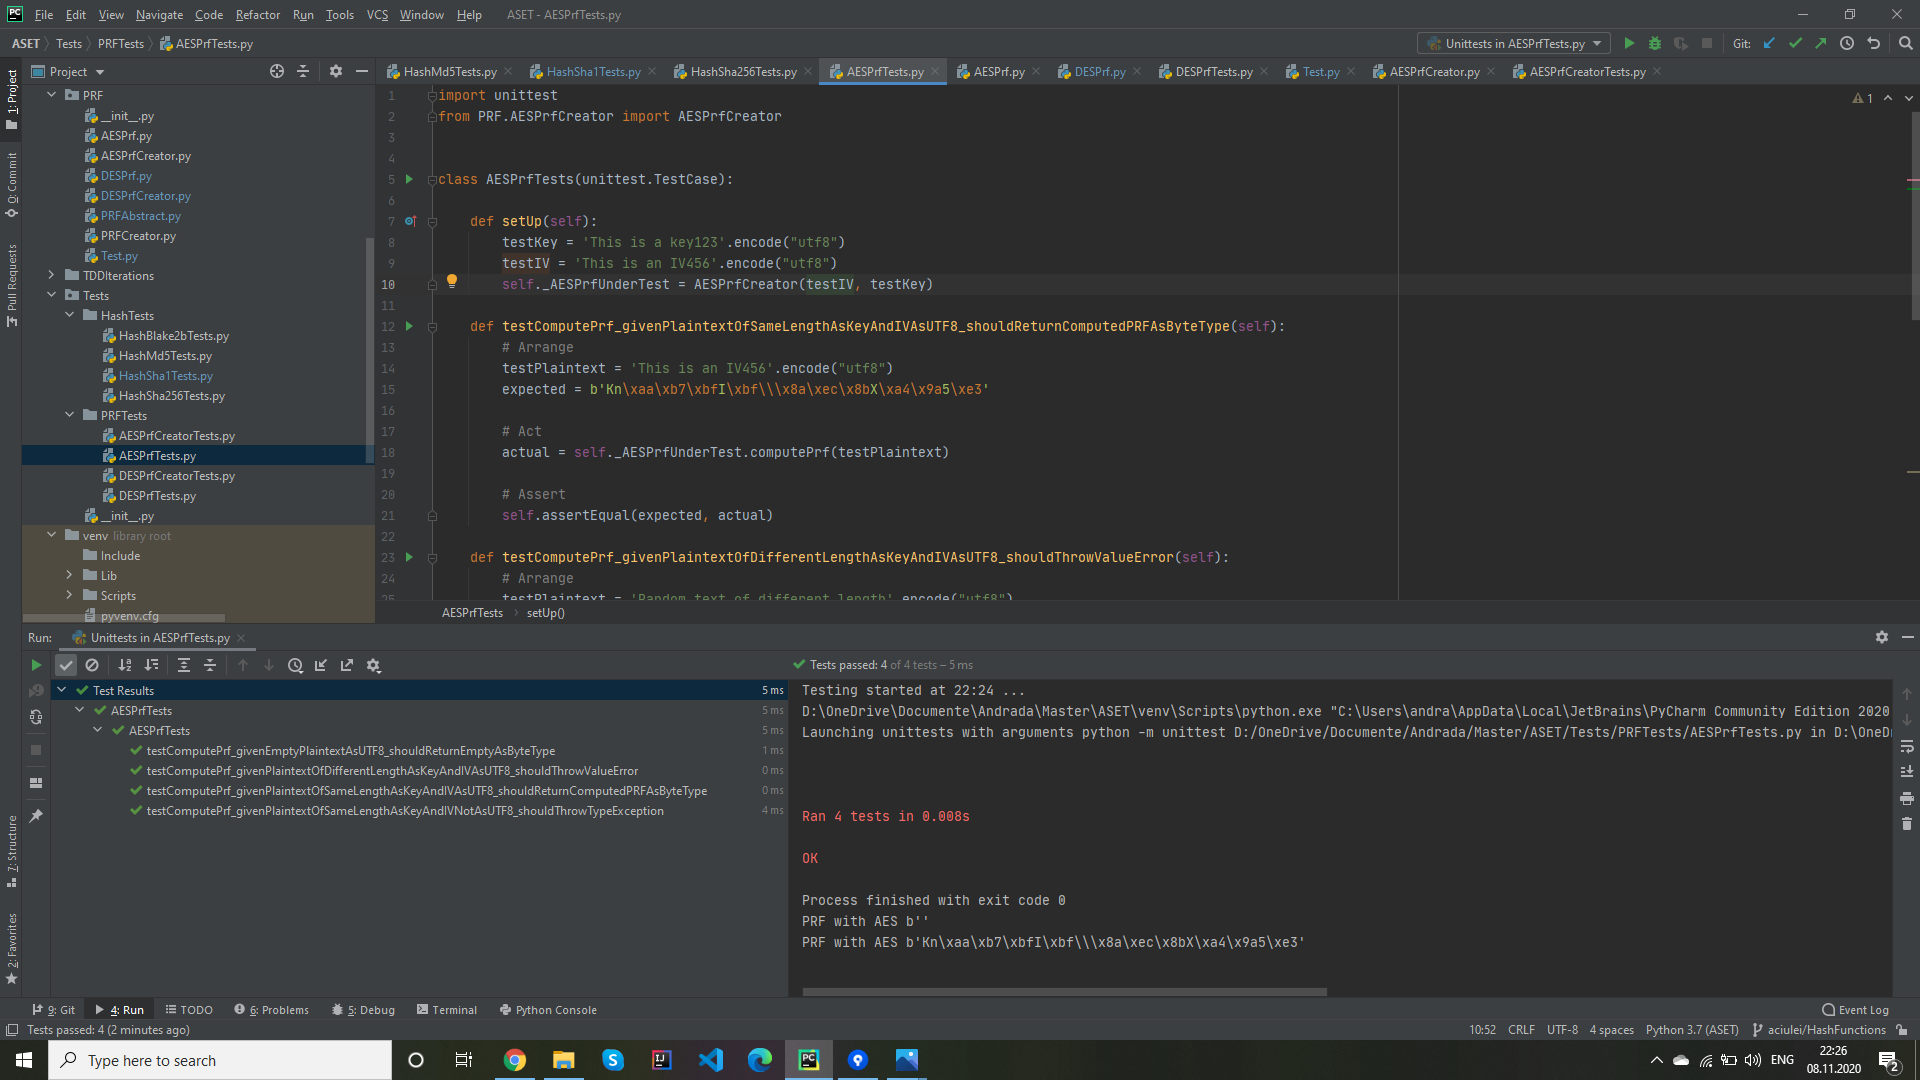 File Edit View Navigate Code Refactor Run Tools VCS Window Help ASET - AESPrfTests.py
ASET Tests PRFTests AESPrfTests.py
Unittests in AESPrfTests.py Git:
Project
HashMd5Tests.py HashSha1Tests.py HashSha256Tests.py AESPrfTests.py AESPrf.py DESPrf.py DESPrfTests.py Test.py AESPrfCreator.py AESPrfCreatorTests.py
1: Project
0: Commit
Pull Requests
7: Structure
2: Favorites
PRF
__init__.py
AESPrf.py
AESPrfCreator.py
DESPrf.py
DESPrfCreator.py
PRFAbstract.py
PRFCreator.py
Test.py
TDDIterations
Tests
HashTests
HashBlake2bTests.py
HashMd5Tests.py
HashSha1Tests.py
HashSha256Tests.py
PRFTests
AESPrfCreatorTests.py
AESPrfTests.py
DESPrfCreatorTests.py
DESPrfTests.py
__init__.py
venv library root
Include
Lib
Scripts
pyvenv.cfg
1 import unittest
2 from PRF.AESPrfCreator import AESPrfCreator
3
4
5 class AESPrfTests(unittest.TestCase):
6
7 def setUp(self):
8 testKey = 'This is a key123'.encode("utf8")
9 testIV = 'This is an IV456'.encode("utf8")
10 self._AESPrfUnderTest = AESPrfCreator(testIV, testKey)
11
12 def testComputePrf_givenPlaintextOfSameLengthAsKeyAndIVAsUTF8_shouldReturnComputedPRFAsByteType(self):
13 # Arrange
14 testPlaintext = 'This is an IV456'.encode("utf8")
15 expected = b'Kn\xaa\xb7\xbfI\xbf\\\x8a\xec\x8bX\xa4\x9a5\xe3'
16
17 # Act
18 actual = self._AESPrfUnderTest.computePrf(testPlaintext)
19
20 # Assert
21 self.assertEqual(expected, actual)
22
23 def testComputePrf_givenPlaintextOfDifferentLengthAsKeyAndIVAsUTF8_shouldThrowValueError(self):
24 # Arrange
25 testPlaintext = 'Random text of different length'.encode("utf8")
1
AESPrfTests setUp()
Run: Unittests in AESPrfTests.py
Tests passed: 4 of 4 tests – 5 ms
Test Results 5 ms
AESPrfTests 5 ms
AESPrfTests 5 ms
testComputePrf_givenEmptyPlaintextAsUTF8_shouldReturnEmptyAsByteType 1 ms
testComputePrf_givenPlaintextOfDifferentLengthAsKeyAndIVAsUTF8_shouldThrowValueError 0 ms
testComputePrf_givenPlaintextOfSameLengthAsKeyAndIVAsUTF8_shouldReturnComputedPRFAsByteType 0 ms
testComputePrf_givenPlaintextOfSameLengthAsKeyAndIVNotAsUTF8_shouldThrowTypeException 4 ms
Testing started at 22:24 ...
D:\OneDrive\Documente\Andrada\Master\ASET\venv\Scripts\python.exe "C:\Users\andra\AppData\Local\JetBrains\PyCharm Community Edition 2020
Launching unittests with arguments python -m unittest D:/OneDrive/Documente/Andrada/Master/ASET/Tests/PRFTests/AESPrfTests.py in D:\OneDr
Ran 4 tests in 0.008s
OK
Process finished with exit code 0
PRF with AES b''
PRF with AES b'Kn\xaa\xb7\xbfI\xbf\\\x8a\xec\x8bX\xa4\x9a5\xe3'
9: Git 4: Run TODO 6: Problems 5: Debug Terminal Python Console Event Log
Tests passed: 4 (2 minutes ago) 10:52 CRLF UTF-8 4 spaces Python 3.7 (ASET) aciulei/HashFunctions
Type here to search
ENG
22:26
08.11.2020
2